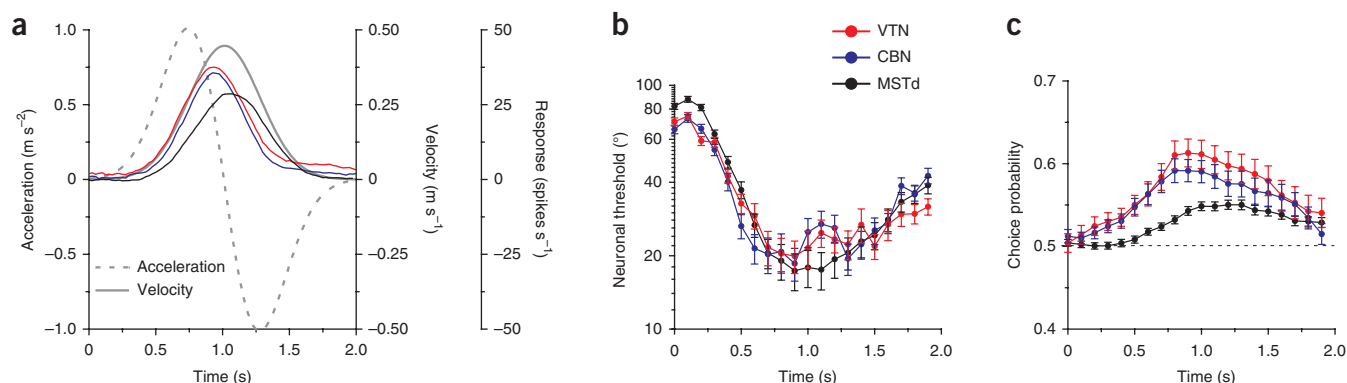 a
1.0
0.5
0
–0.5
–1.0
Acceleration (m s–2)
0.50
0.25
0
–0.25
–0.50
Velocity (m s–1)
50
25
0
–25
–50
Response (spikes s–1)
Acceleration
Velocity
0
0.5
1.0
1.5
2.0
Time (s)
b
VTN
CBN
MSTd
100
80
60
40
20
10
Neuronal threshold (°)
0
0.5
1.0
1.5
2.0
Time (s)
c
0.7
0.6
0.5
0.4
Choice probability
0
0.5
1.0
1.5
2.0
Time (s)